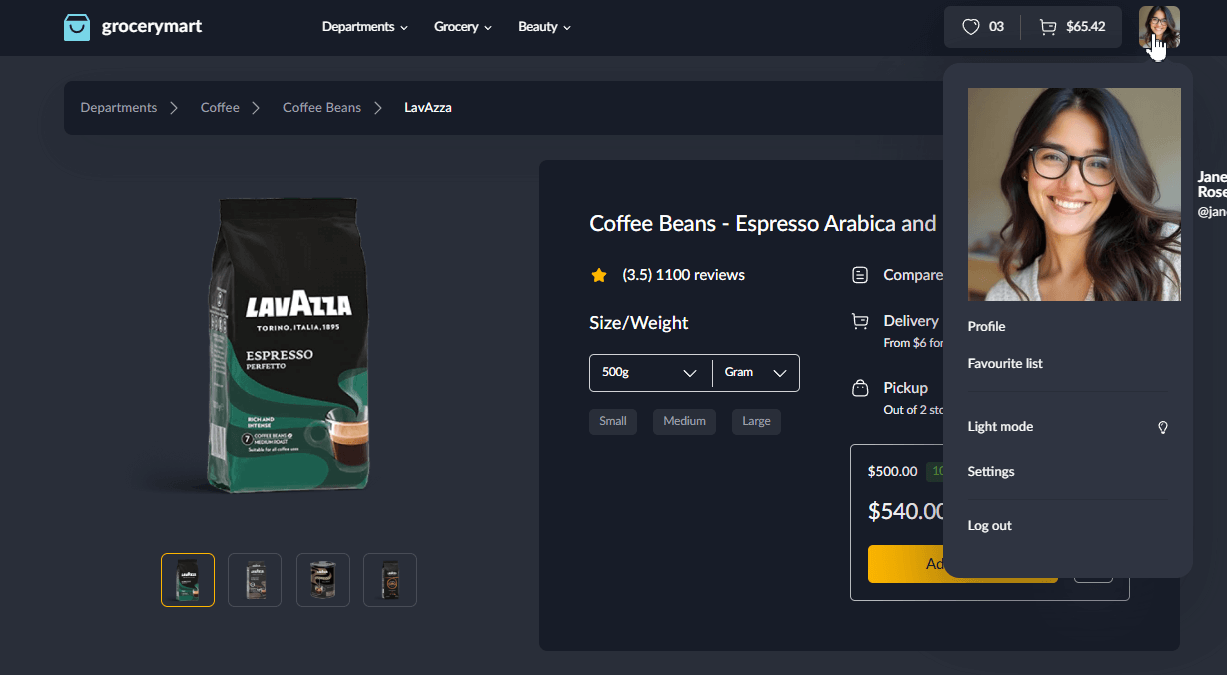 grocerymart
Departments
Grocery
Beauty
03
$65.42
Departments
Coffee
Coffee Beans
LavAzza
Jane
Rose
@jan
LAVAZZA
TORINO, ITALIA, 1895
ESPRESSO
PERFETTO
RICH AND
INTENSE
7
COFFEE BEANS
MEDIUM ROAST
Suitable for all coffee uses
Coffee Beans - Espresso Arabica and
(3.5) 1100 reviews
Size/Weight
500g
Gram
Small
Medium
Large
Compare
Delivery
From $6 for
Pickup
Out of 2 sto
$500.00
10
$540.00
Ad
Profile
Favourite list
Light mode
Settings
Log out